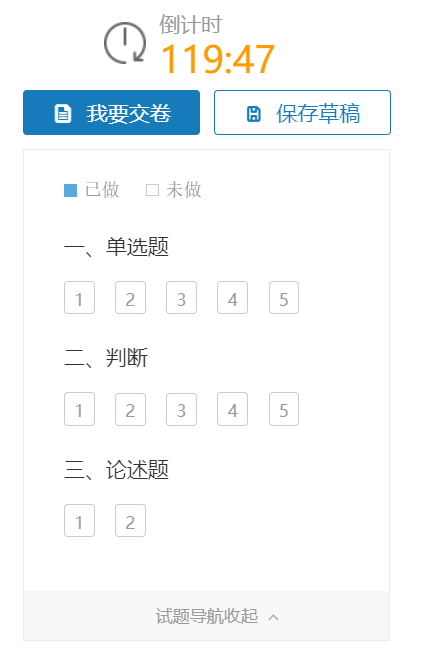 倒计时
119:47
我要交卷 保存草稿
已做 未做
一、单选题
1 2 3 4 5
二、判断
1 2 3 4 5
三、论述题
1 2
试题导航收起